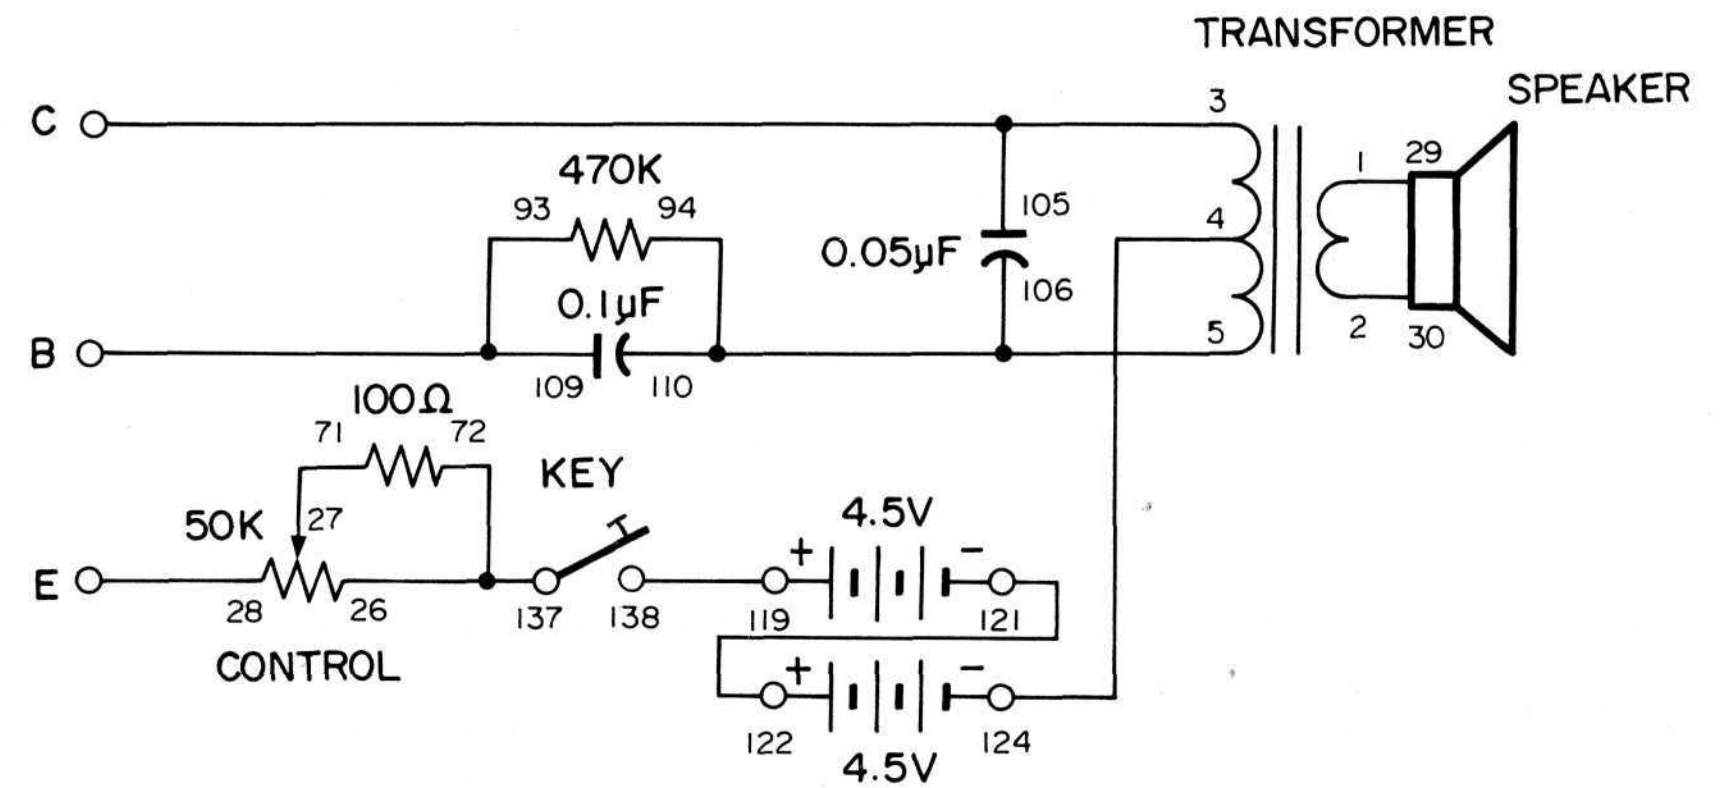 TRANSFORMER
SPEAKER
C
3
470K
93 94
1 29
105
4
0.05µF
106
0.1µF
5
2 30
B
109 110
100Ω
71 72
KEY
50K 27
4.5V
+ −
E
28 26
137 138 119 121
CONTROL
+ −
122 124
4.5V